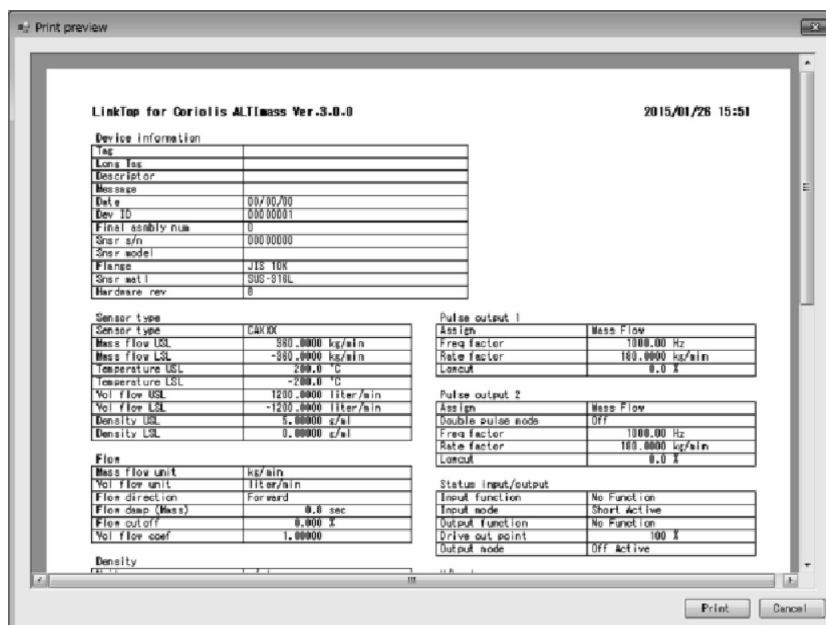 Print preview
LinkTop for Coriolis ALTImass Ver.3.0.0 2015/01/26 15:51
Device information
Tag
Long Tag
Descriptor
Message
Date 00/00/00
Dev ID 00000001
Final asmbly num 0
Snsr s/n 00000000
Snsr model
Flange JIS 10K
Snsr matl SUS-316L
Hardware rev 8
Sensor type
Sensor type CAXXX
Mass flow USL 360.0000 kg/min
Mass flow LSL -360.0000 kg/min
Temperature USL 200.0 °C
Temperature LSL -200.0 °C
Vol flow USL 1200.0000 liter/min
Vol flow LSL -1200.0000 liter/min
Density USL 5.00000 g/ml
Density LSL 0.00000 g/ml
Pulse output 1
Assign Mass Flow
Freq factor 1000.00 Hz
Rate factor 180.0000 kg/min
Lowcut 0.0 %
Pulse output 2
Assign Mass Flow
Double pulse mode Off
Freq factor 1000.00 Hz
Rate factor 180.0000 kg/min
Lowcut 0.0 %
Flow
Mass flow unit kg/min
Vol flow unit liter/min
Flow direction Forward
Flow damp (Mass) 0.8 sec
Flow cutoff 0.000 %
Vol flow coef 1.00000
Status input/output
Input function No Function
Input mode Short Active
Output function No Function
Drive out point 100 %
Output mode Off Active
Density
Print
Cancel